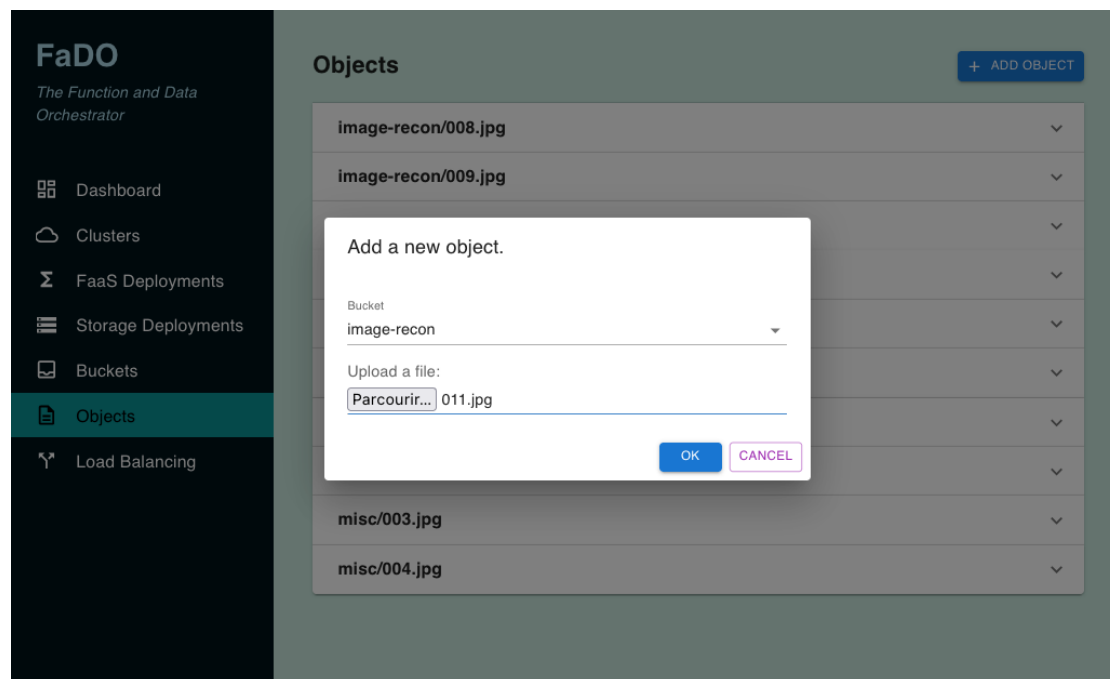 FaDO
The Function and Data
Orchestrator
Dashboard
Clusters
FaaS Deployments
Storage Deployments
Buckets
Objects
Load Balancing
Objects
+ ADD OBJECT
image-recon/008.jpg
image-recon/009.jpg
Add a new object.
Bucket
image-recon
Upload a file:
Parcourir... 011.jpg
OK
CANCEL
misc/003.jpg
misc/004.jpg